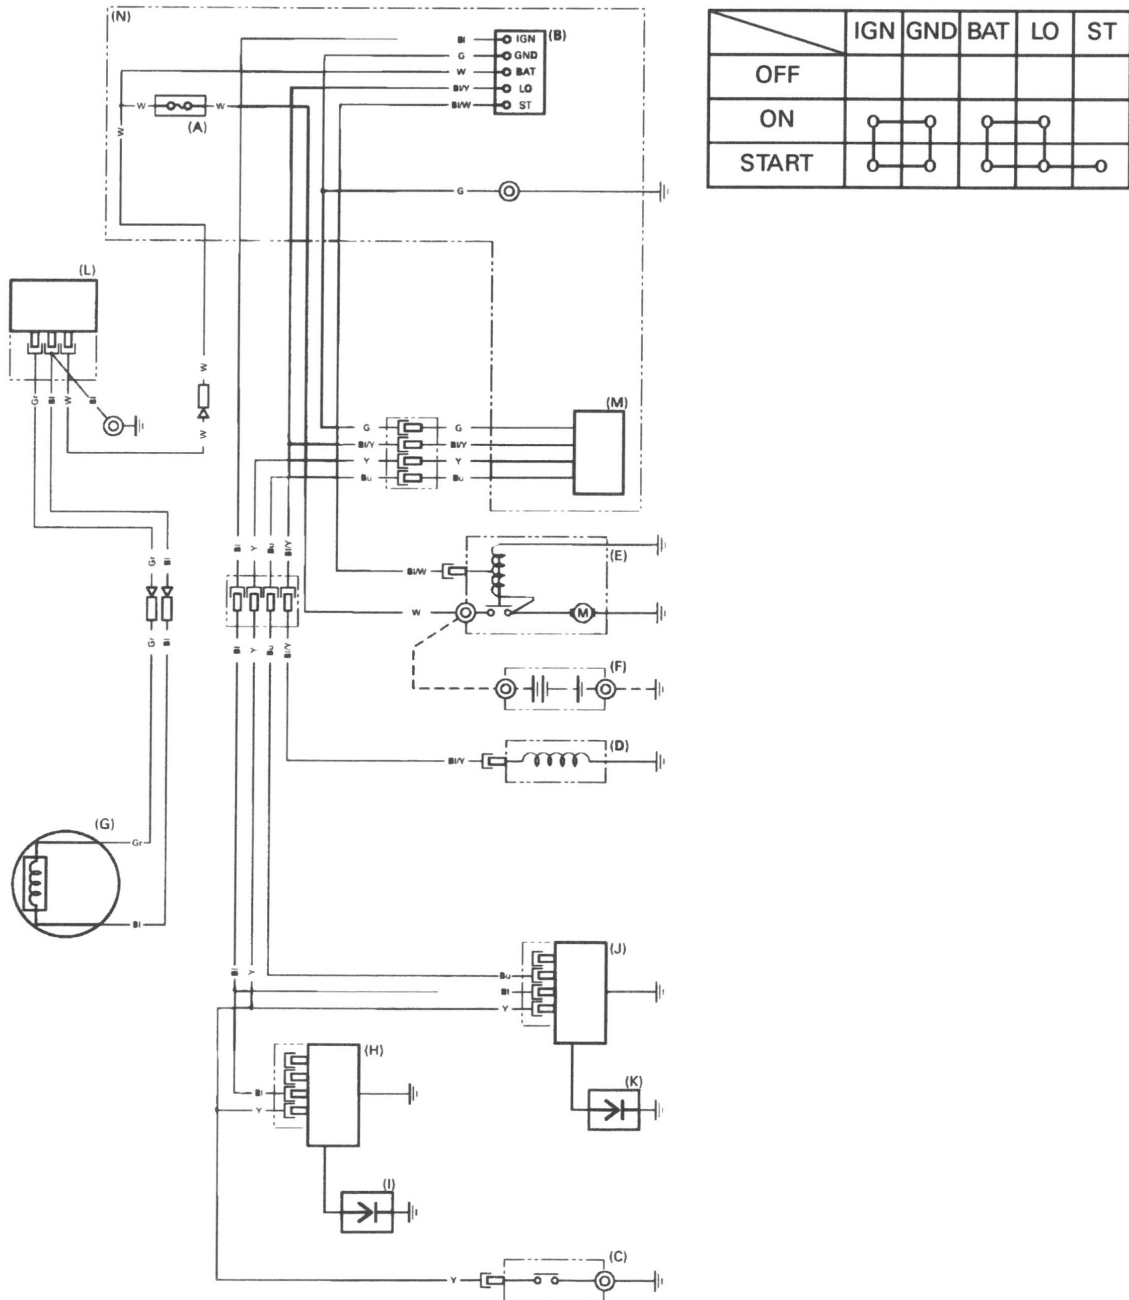 (N)
Bl IGN (B)
G GND
W BAT
Bl/Y LO
Bl/W ST
W W
(A)
W
G
IGN GND BAT LO ST
OFF
ON
START
(L)
Gr Bl W Bl
W
W
(M)
G G
Bl/Y Bl/Y
Y Y
Bu Bu
Bl Y Bu Bl/Y
(E)
Bl/W
W M
Gr Bl
Gr Bl
Bl Y Bu Bl/Y
(F)
(D)
Bl/Y
(G)
Gr
Bl
Bl Y
(J)
Bu
Bl
Y
(H)
Bl
Y
(K)
(I)
(C)
Y